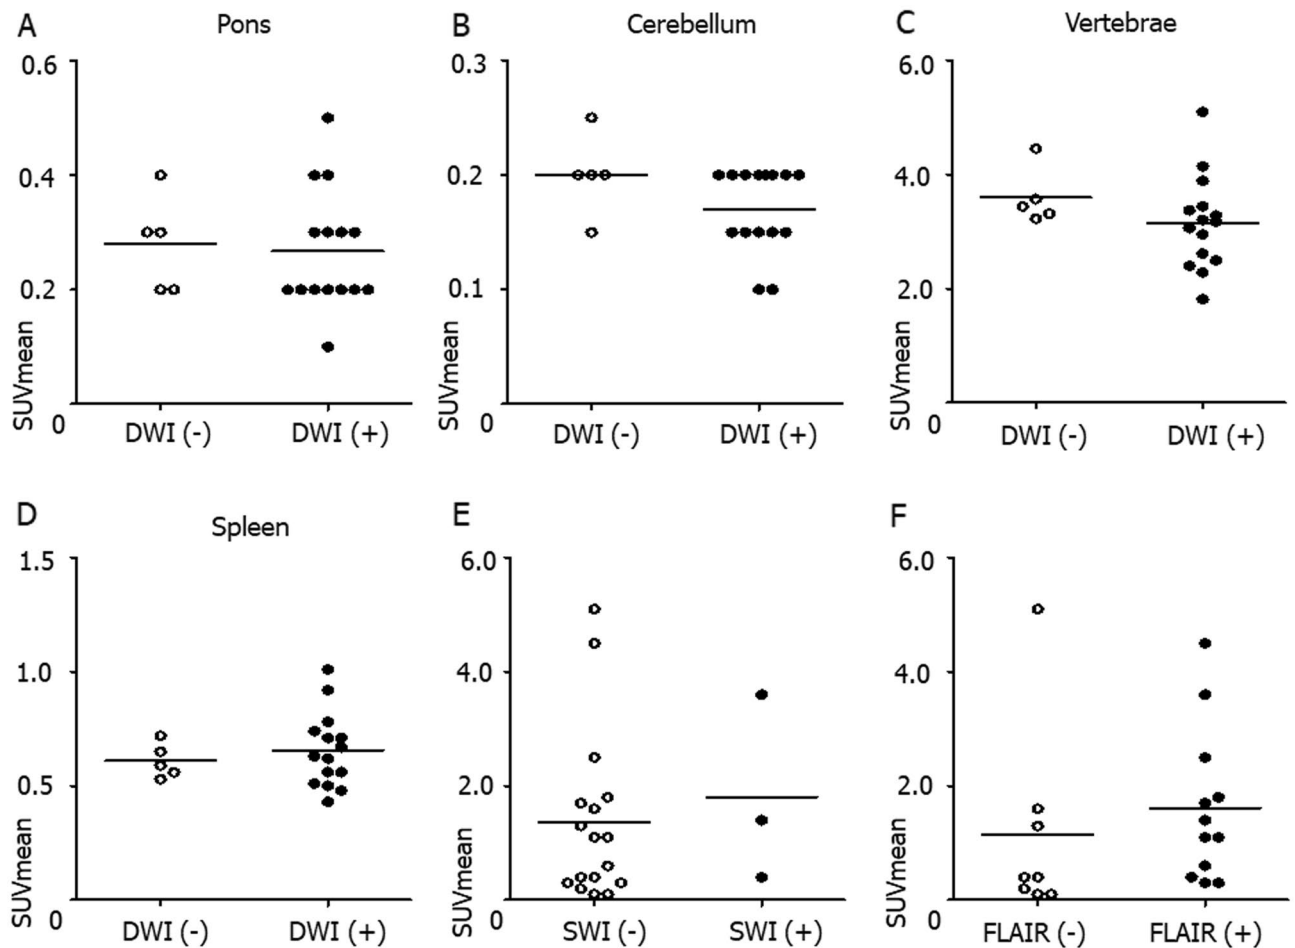 A Pons
0.6
0.4
0.2
0
SUVmean
DWI (-) DWI (+)
B Cerebellum
0.3
0.2
0.1
0
SUVmean
DWI (-) DWI (+)
C Vertebrae
6.0
4.0
2.0
0
SUVmean
DWI (-) DWI (+)
D Spleen
1.5
1.0
0.5
0
SUVmean
DWI (-) DWI (+)
E
6.0
4.0
2.0
0
SUVmean
SWI (-) SWI (+)
F
6.0
4.0
2.0
0
SUVmean
FLAIR (-) FLAIR (+)